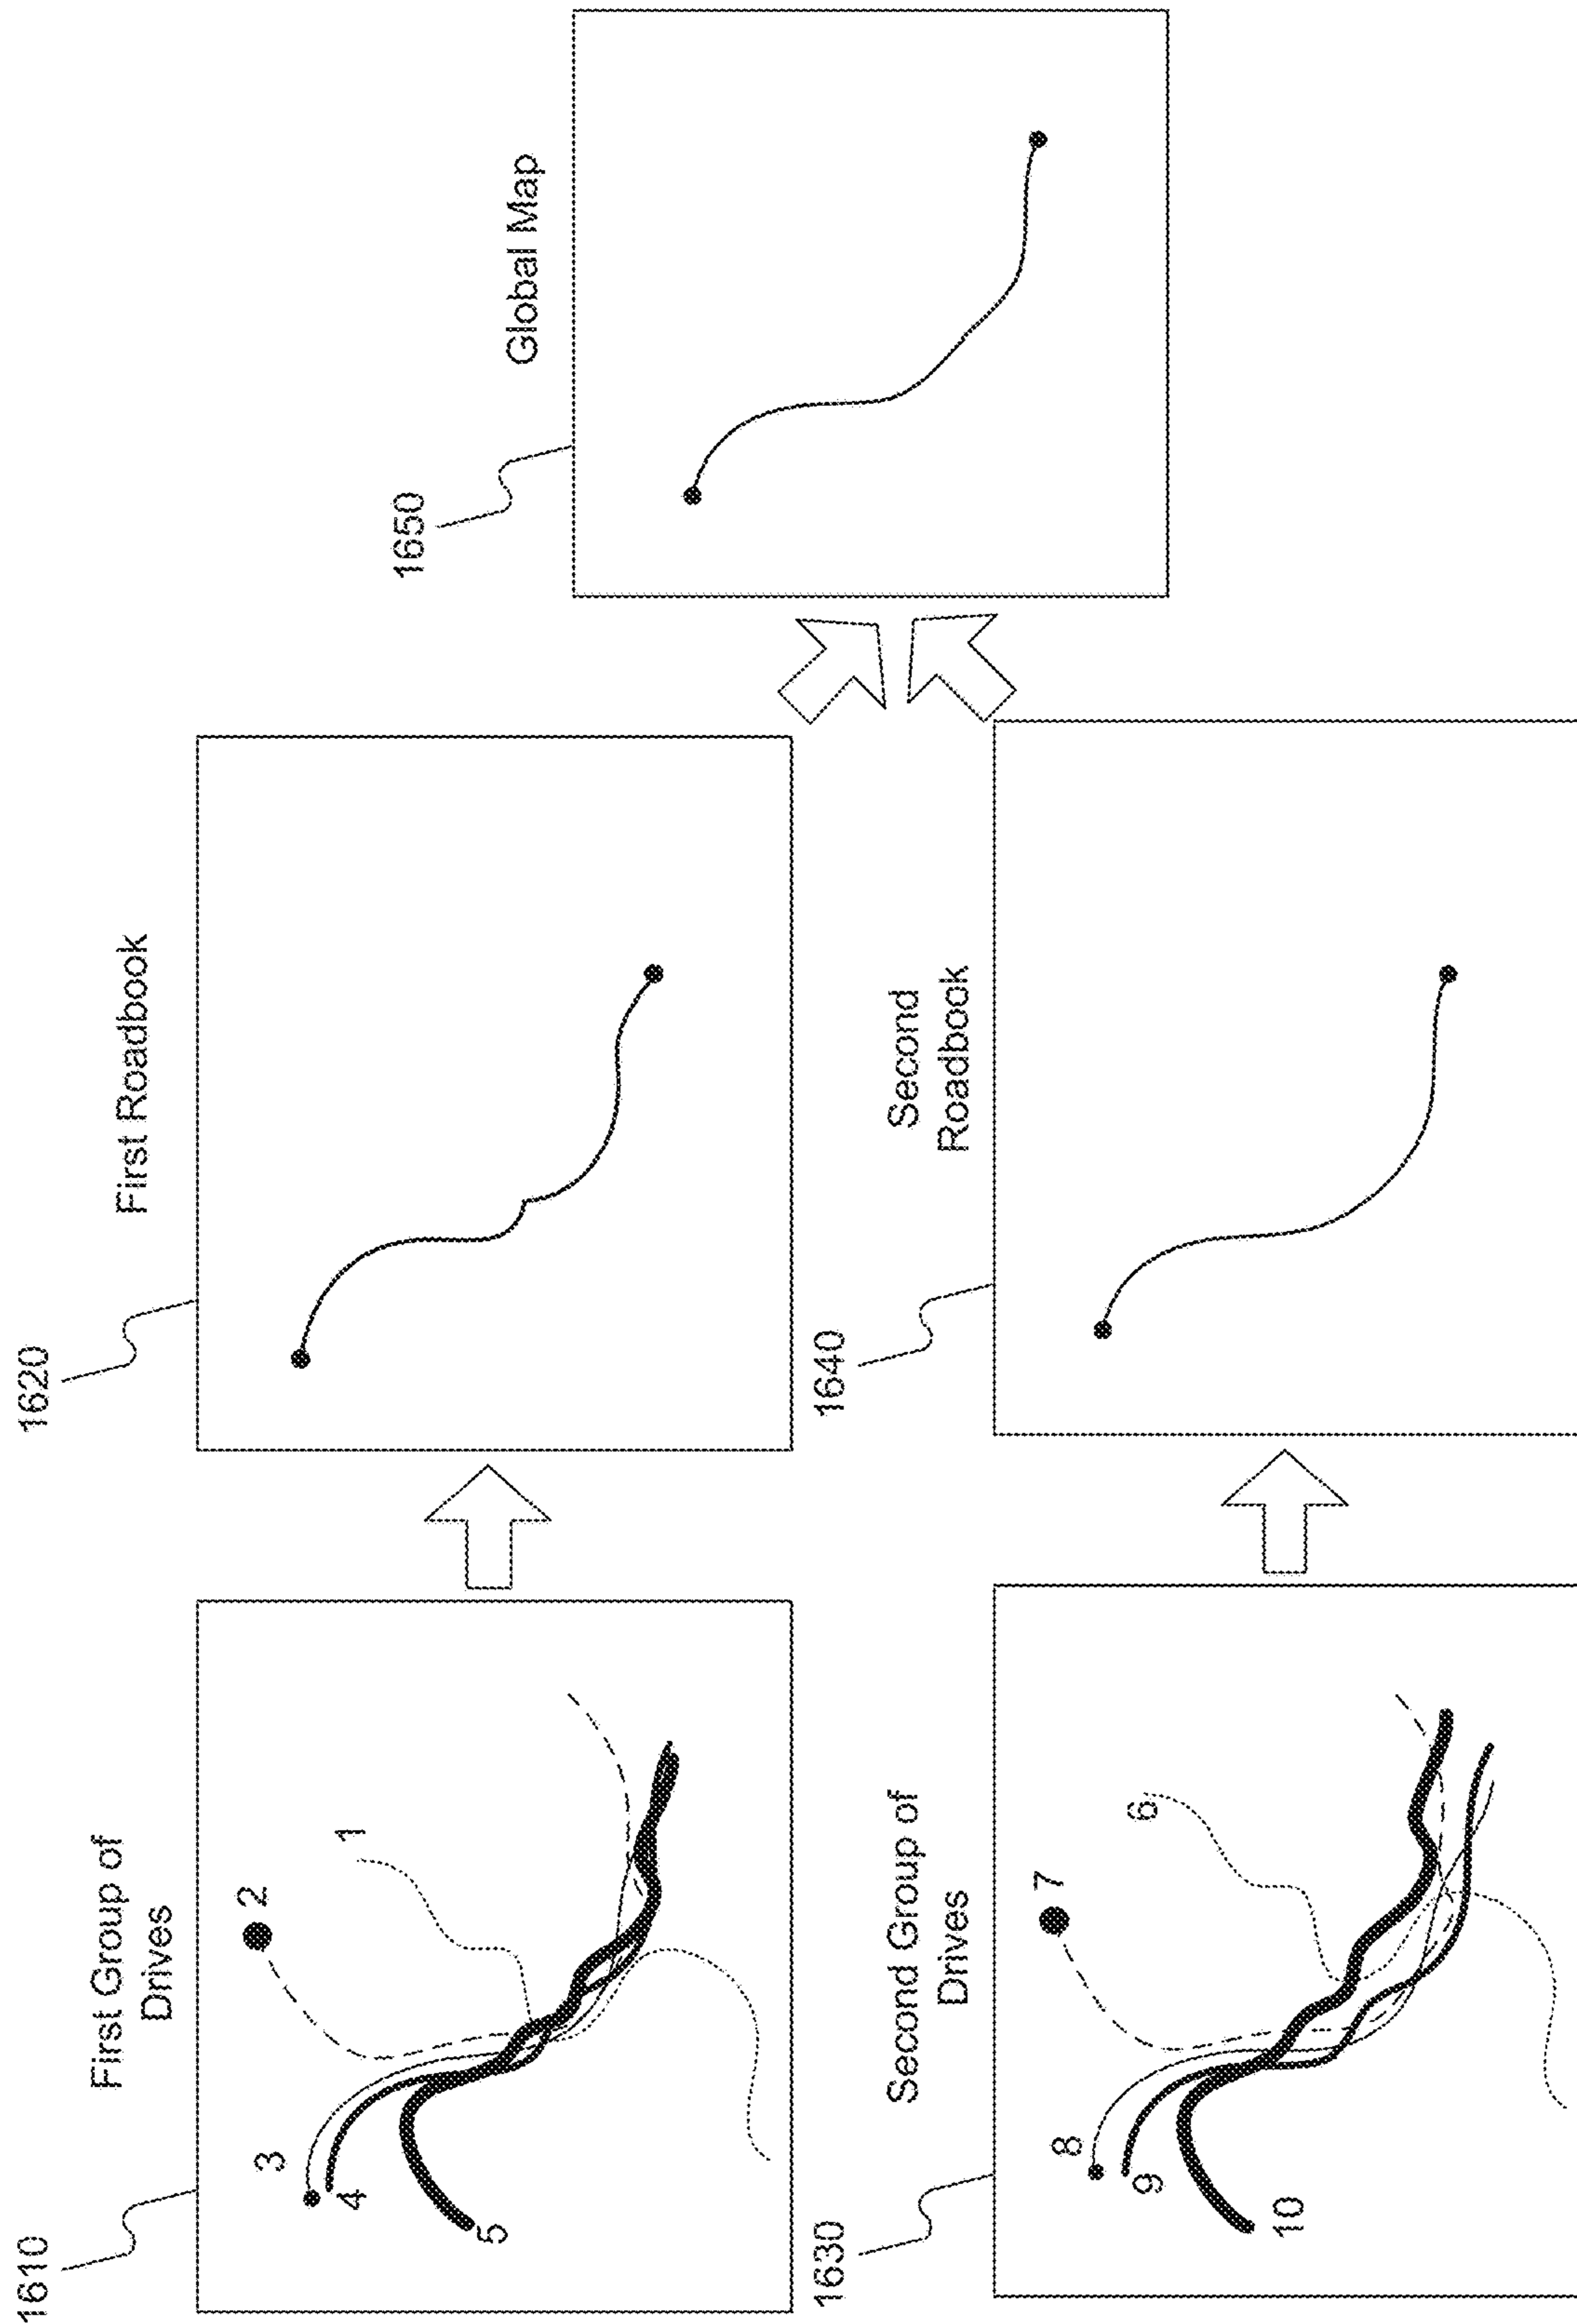 1610
First Group of
Drives
1
2
3
4
5
1620
First Roadbook
1630
Second Group of
Drives
6
7
8
9
10
1640
Second
Roadbook
1650
Global Map